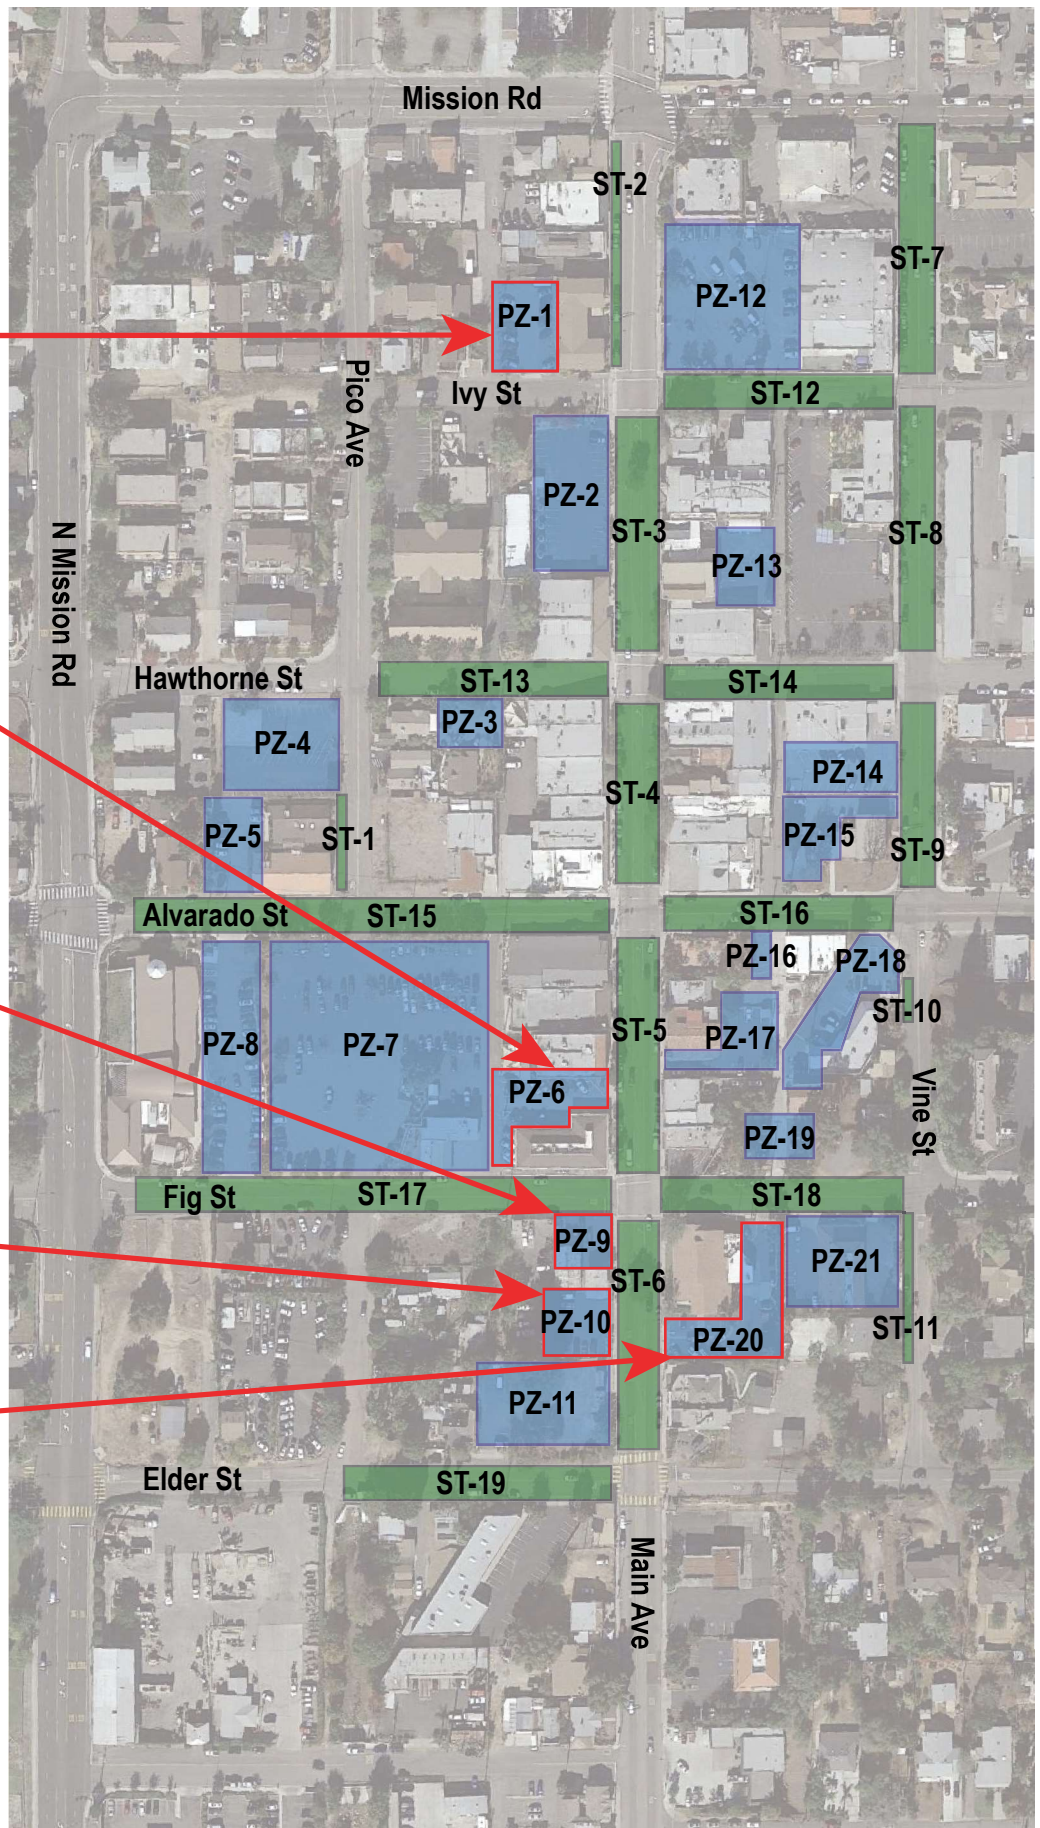 Mission Rd
ST-2
ST-7
PZ-12
PZ-1
Pico Ave
Ivy St
ST-12
PZ-2
ST-3
ST-8
N Mission Rd
PZ-13
Hawthorne St
ST-13
ST-14
PZ-3
PZ-4
PZ-14
ST-4
PZ-5
ST-1
PZ-15
ST-9
Alvarado St
ST-15
ST-16
PZ-16
PZ-18
ST-10
PZ-8
PZ-7
ST-5
PZ-17
PZ-6
Vine St
PZ-19
Fig St
ST-17
ST-18
PZ-9
PZ-21
ST-6
PZ-10
PZ-20
ST-11
PZ-11
Elder St
ST-19
Main Ave